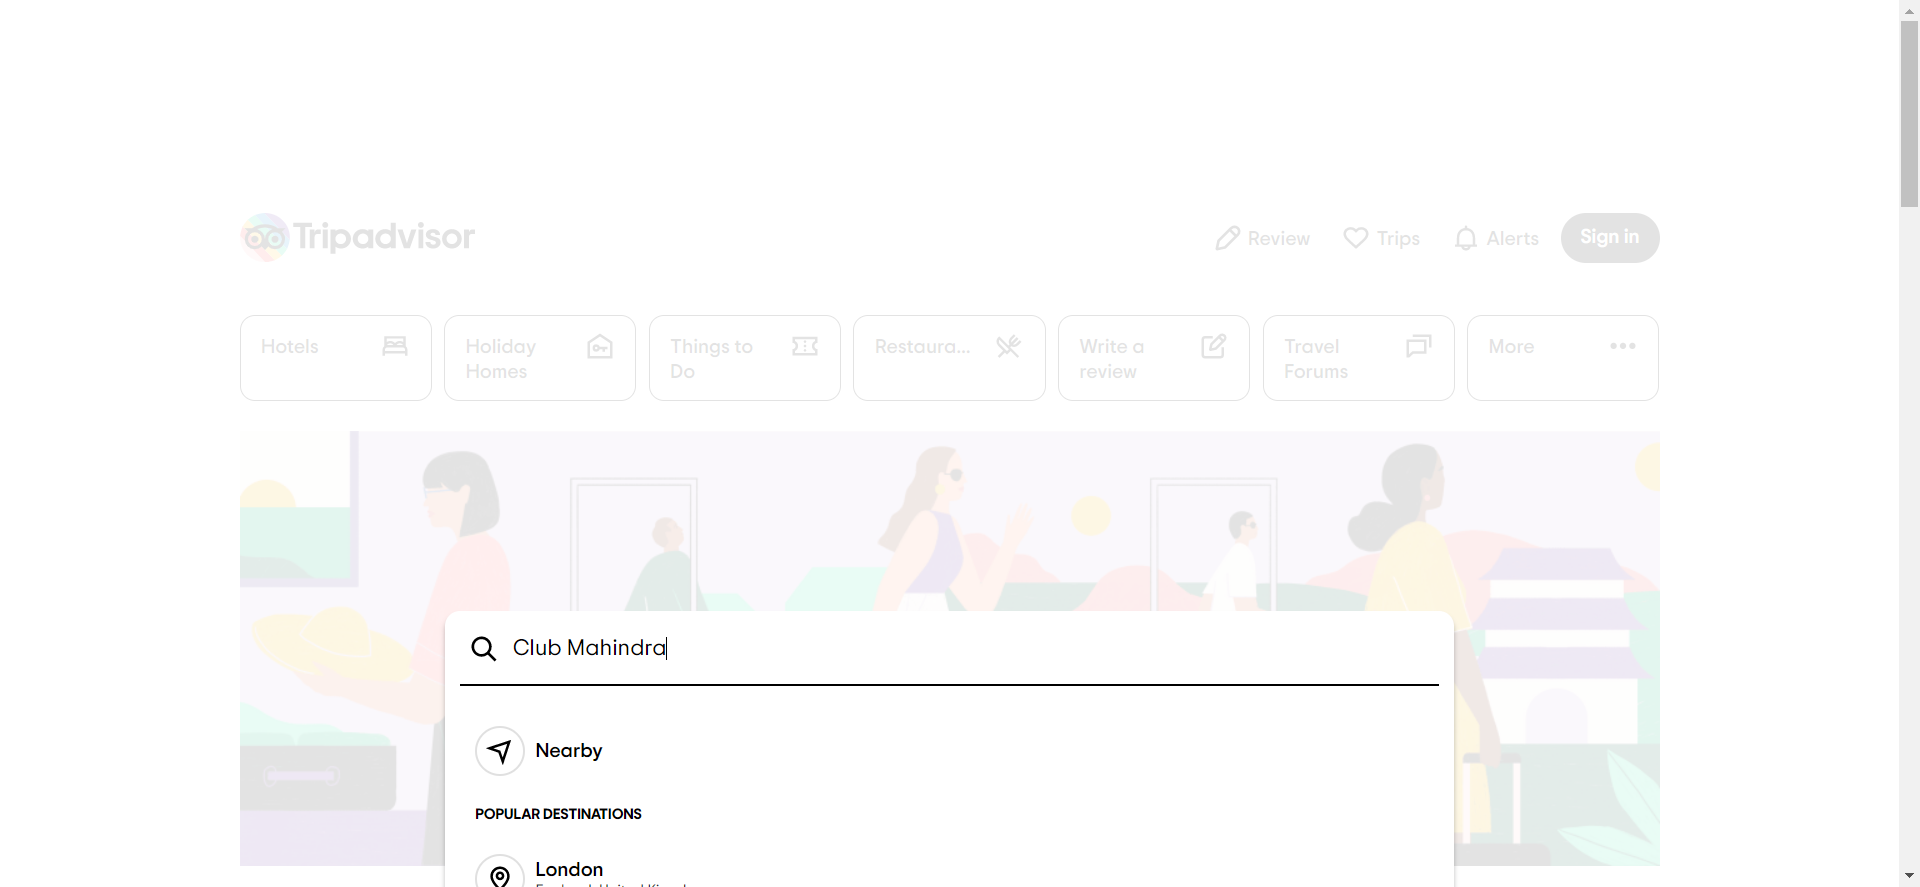 Tripadvisor
Review
Trips
Alerts
Sign in
Hotels
Holiday
Homes
Things to
Do
Restaura...
Write a
review
Travel
Forums
More
Club Mahindra
Nearby
POPULAR DESTINATIONS
London